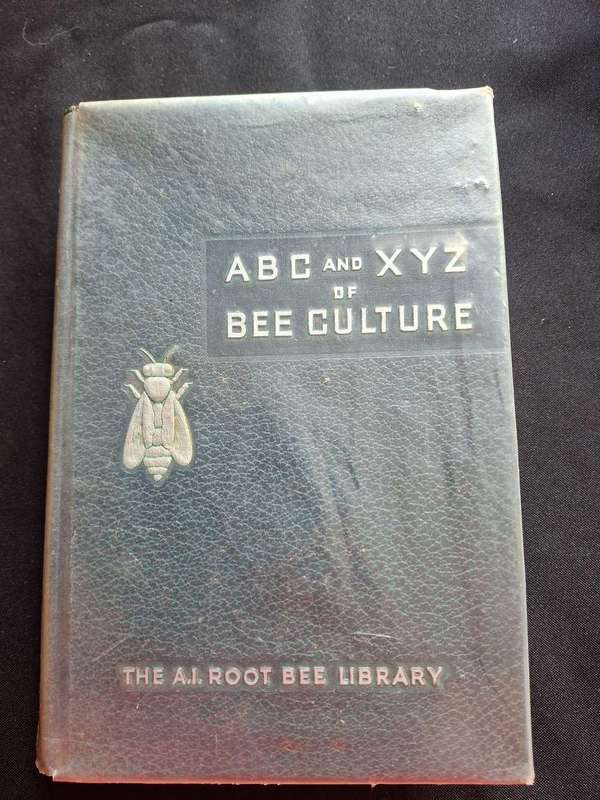 ABC AND XYZ
OF
BEE CULTURE
THE A.I. ROOT BEE LIBRARY